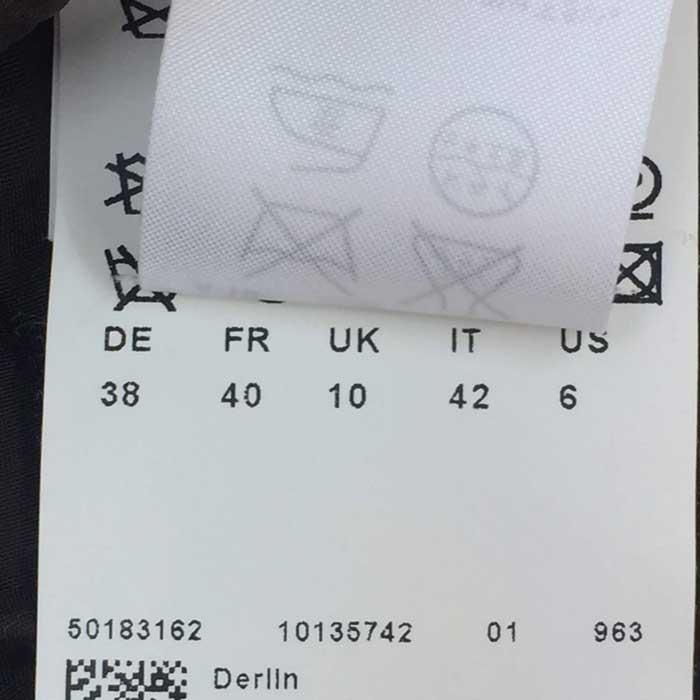 DE FR UK IT US
38 40 10 42 6
50183162 10135742 01 963
Derlin